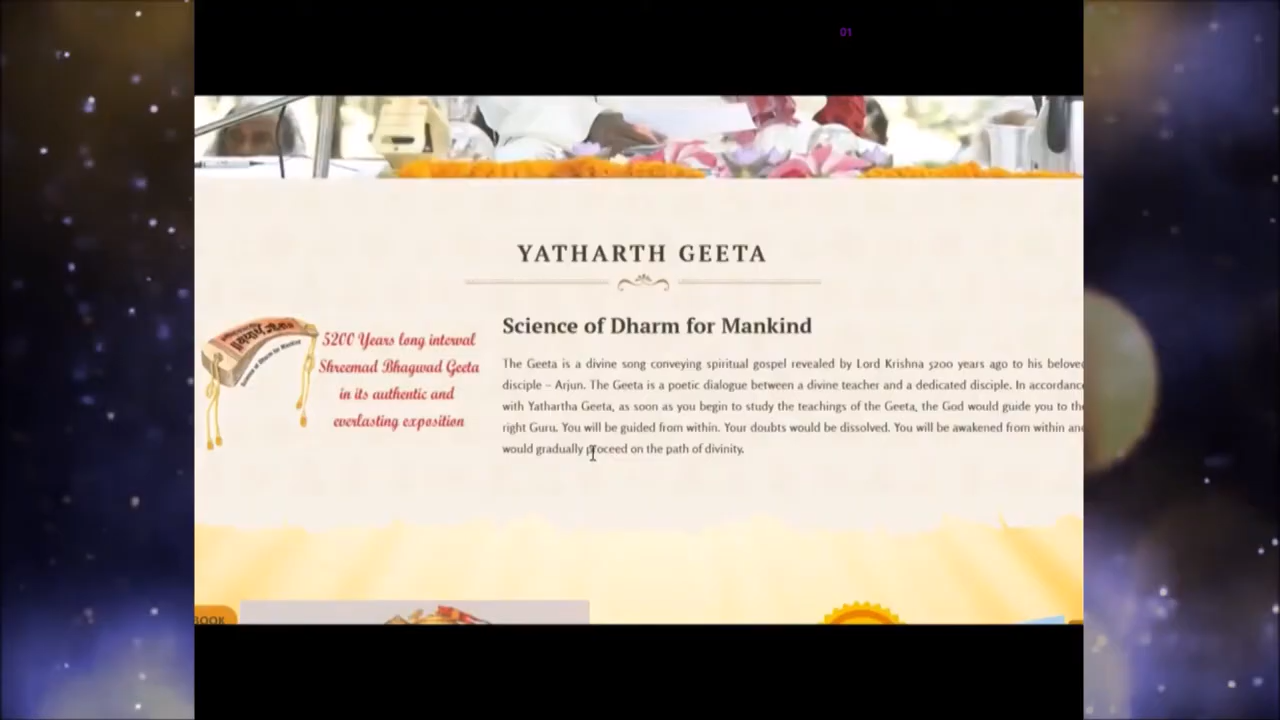 01
YATHARTH GEETA
Science of Dharm for Mankind
5200 Years long interval
Shreemad Bhagwad Geeta
in its authentic and
everlasting exposition
The Geeta is a divine song conveying spiritual gospel revealed by Lord Krishna 5200 years ago to his belove
disciple – Arjun. The Geeta is a poetic dialogue between a divine teacher and a dedicated disciple. In accordanc
with Yathartha Geeta, as soon as you begin to study the teachings of the Geeta, the God would guide you to th
right Guru. You will be guided from within. Your doubts would be dissolved. You will be awakened from within an
would gradually proceed on the path of divinity.
Science of Dharm for Mankind
BOOK